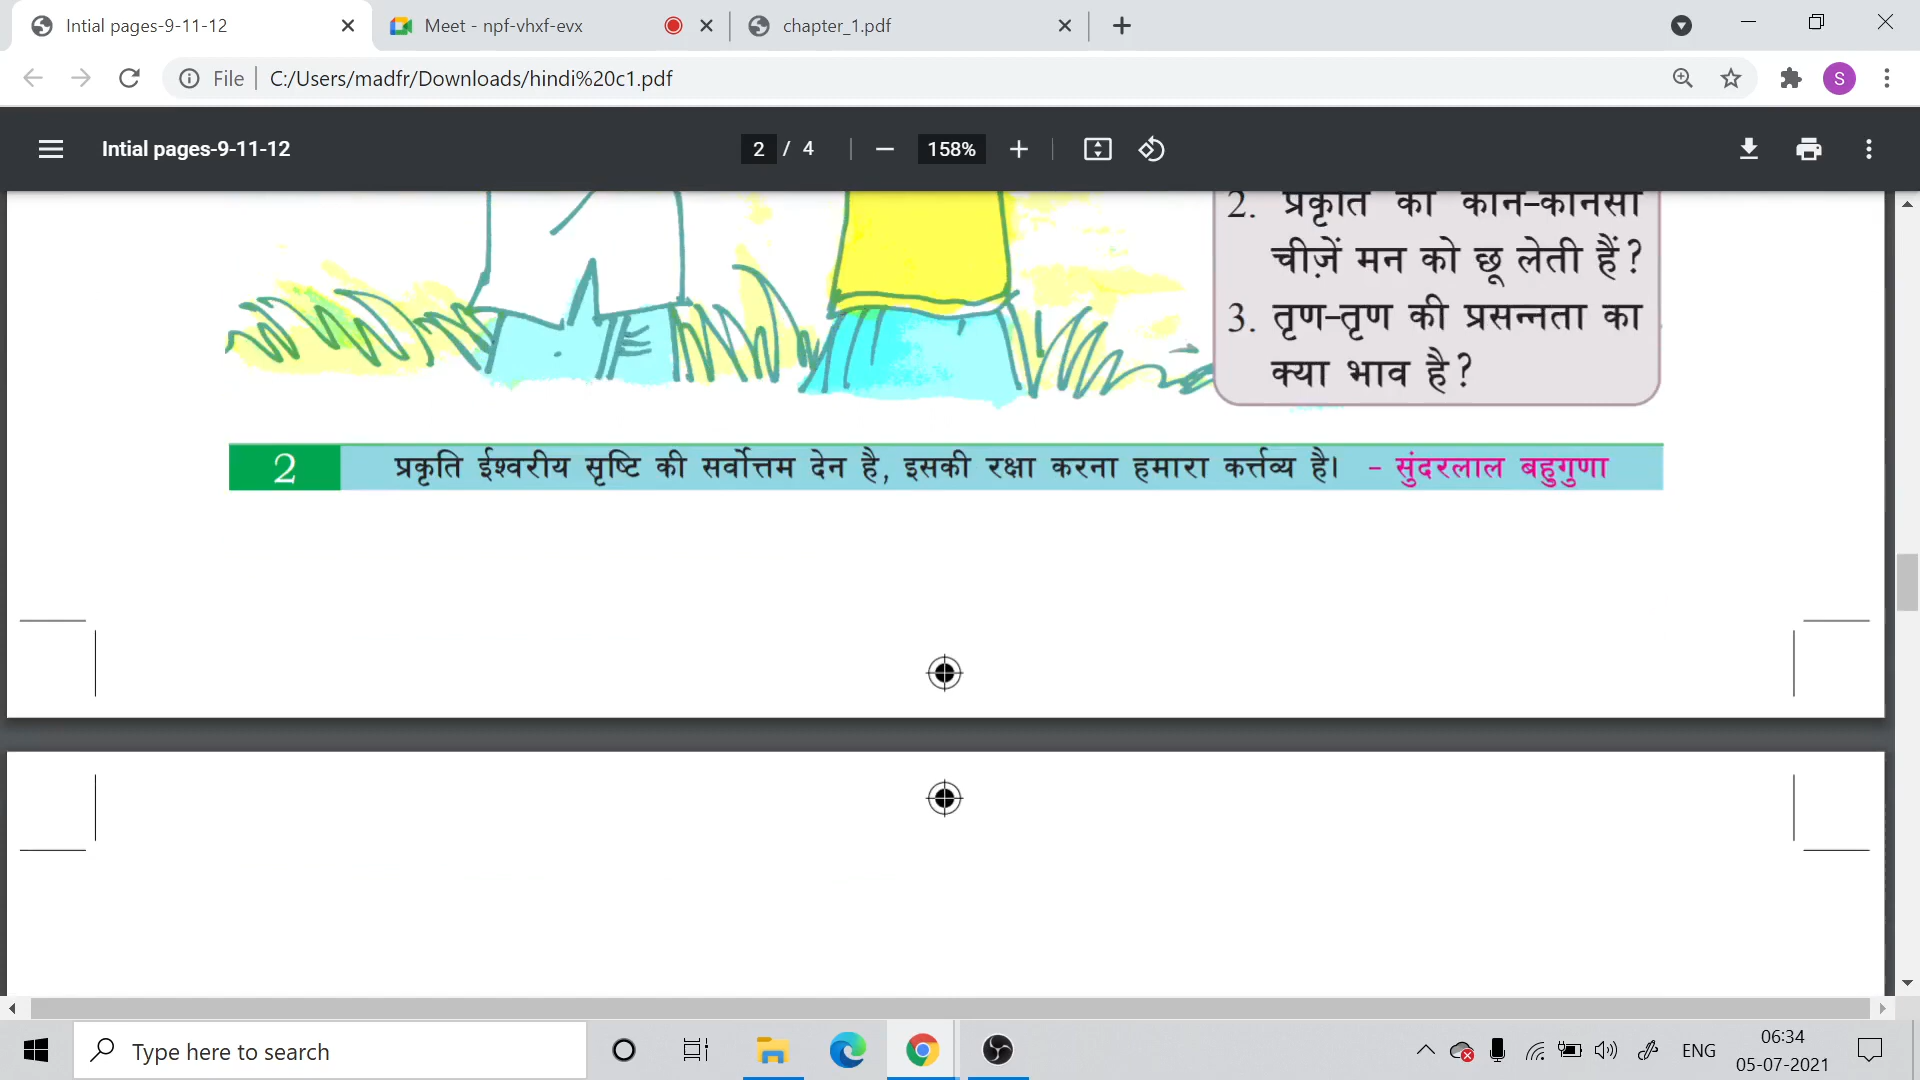 Intial pages-9-11-12
Meet - npf-vhxf-evx
chapter_1.pdf
File
C:/Users/madfr/Downloads/hindi%20c1.pdf
S
Intial pages-9-11-12
2 / 4
158%
2. प्रकृति की कौन-कौनसी
चीज़ें मन को छू लेती हैं?
3. तृण-तृण की प्रसन्नता का
क्या भाव है?
2 प्रकृति ईश्वरीय सृष्टि की सर्वोत्तम देन है, इसकी रक्षा करना हमारा कर्त्तव्य है। - सुंदरलाल बहुगुणा
Type here to search
ENG
06:34
05-07-2021